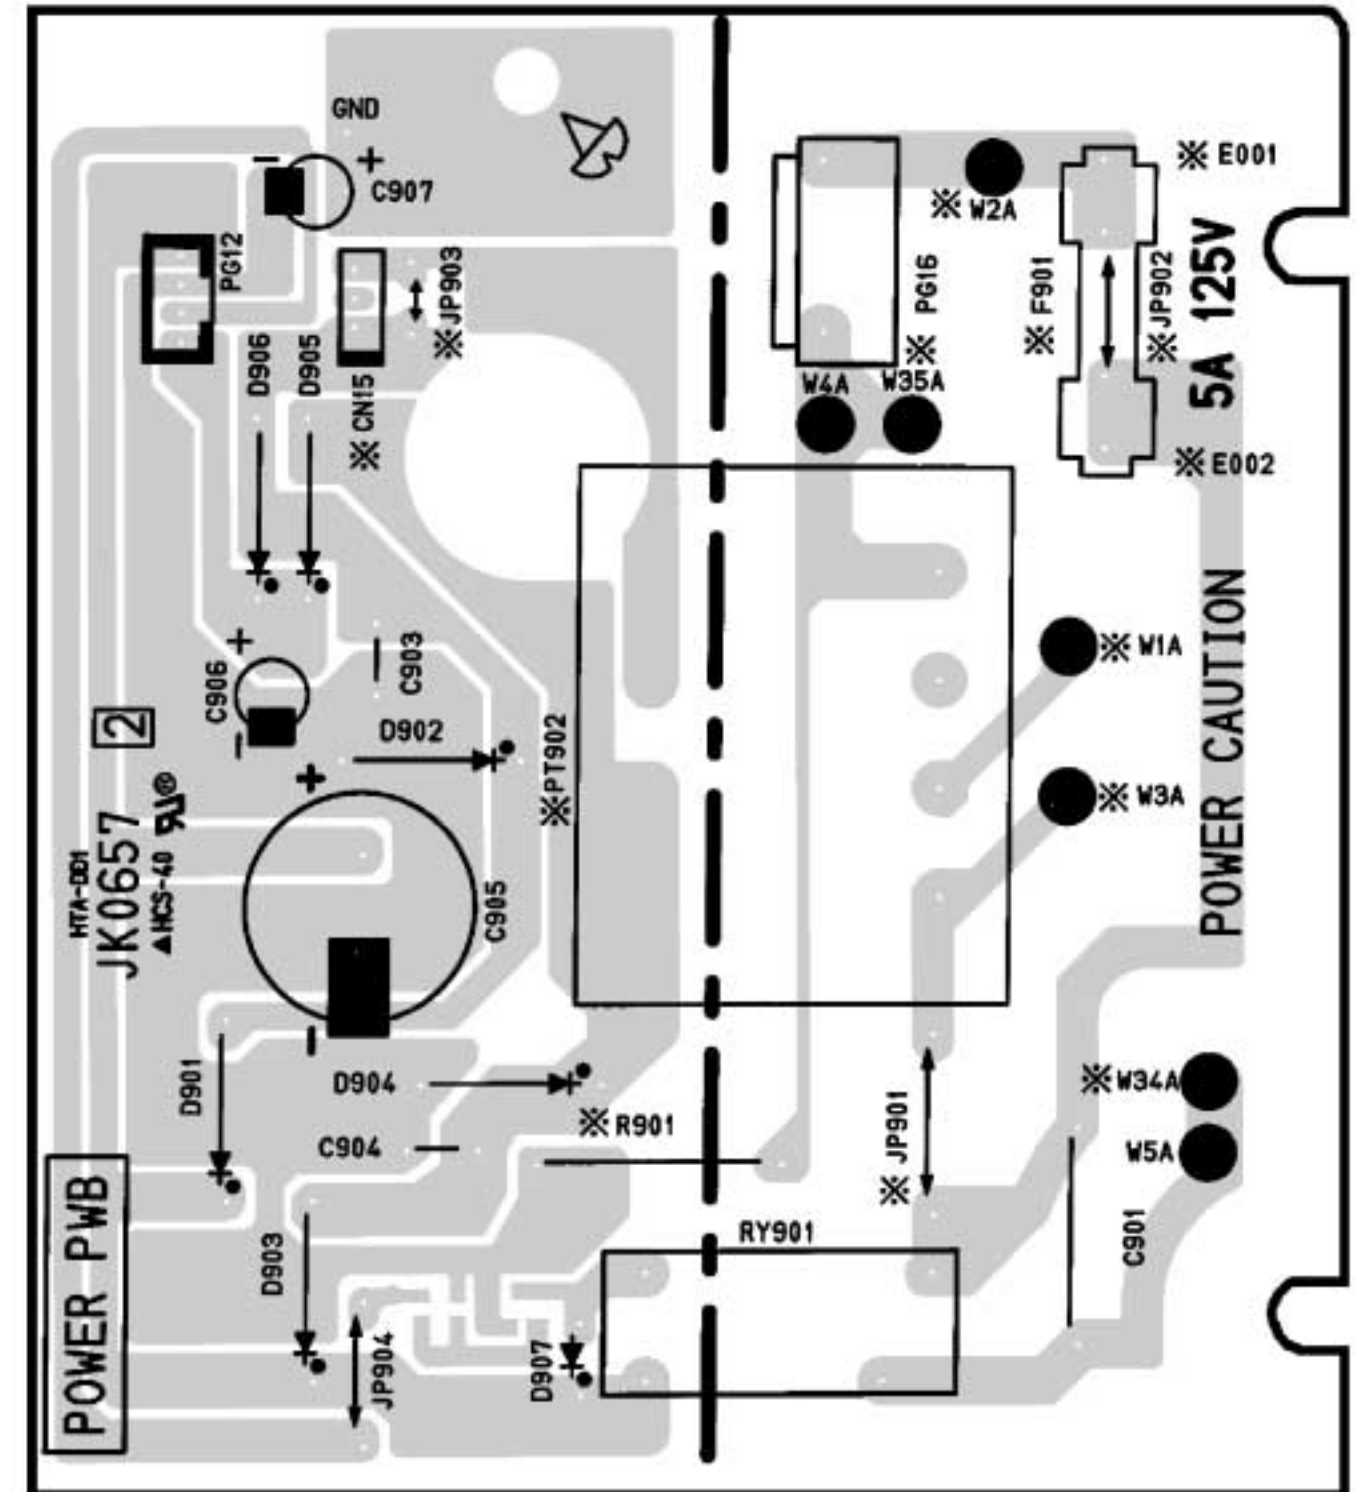 GND
※ E001
C907
※ W2A
PG12
※JP903
※ PG16
※ F901
※JP902
5A 125V
D906
D905
※ CN15
W4A
W35A
※ E002
POWER CAUTION
※ W1A
C906
C903
D902
※PT902
2
※ W3A
HTA-DD1
JK0657
▲HCS-40
C905
D901
D904
※ R901
※ JP901
※ W34A
C904
W5A
POWER PWB
D903
RY901
C901
JP904
D907